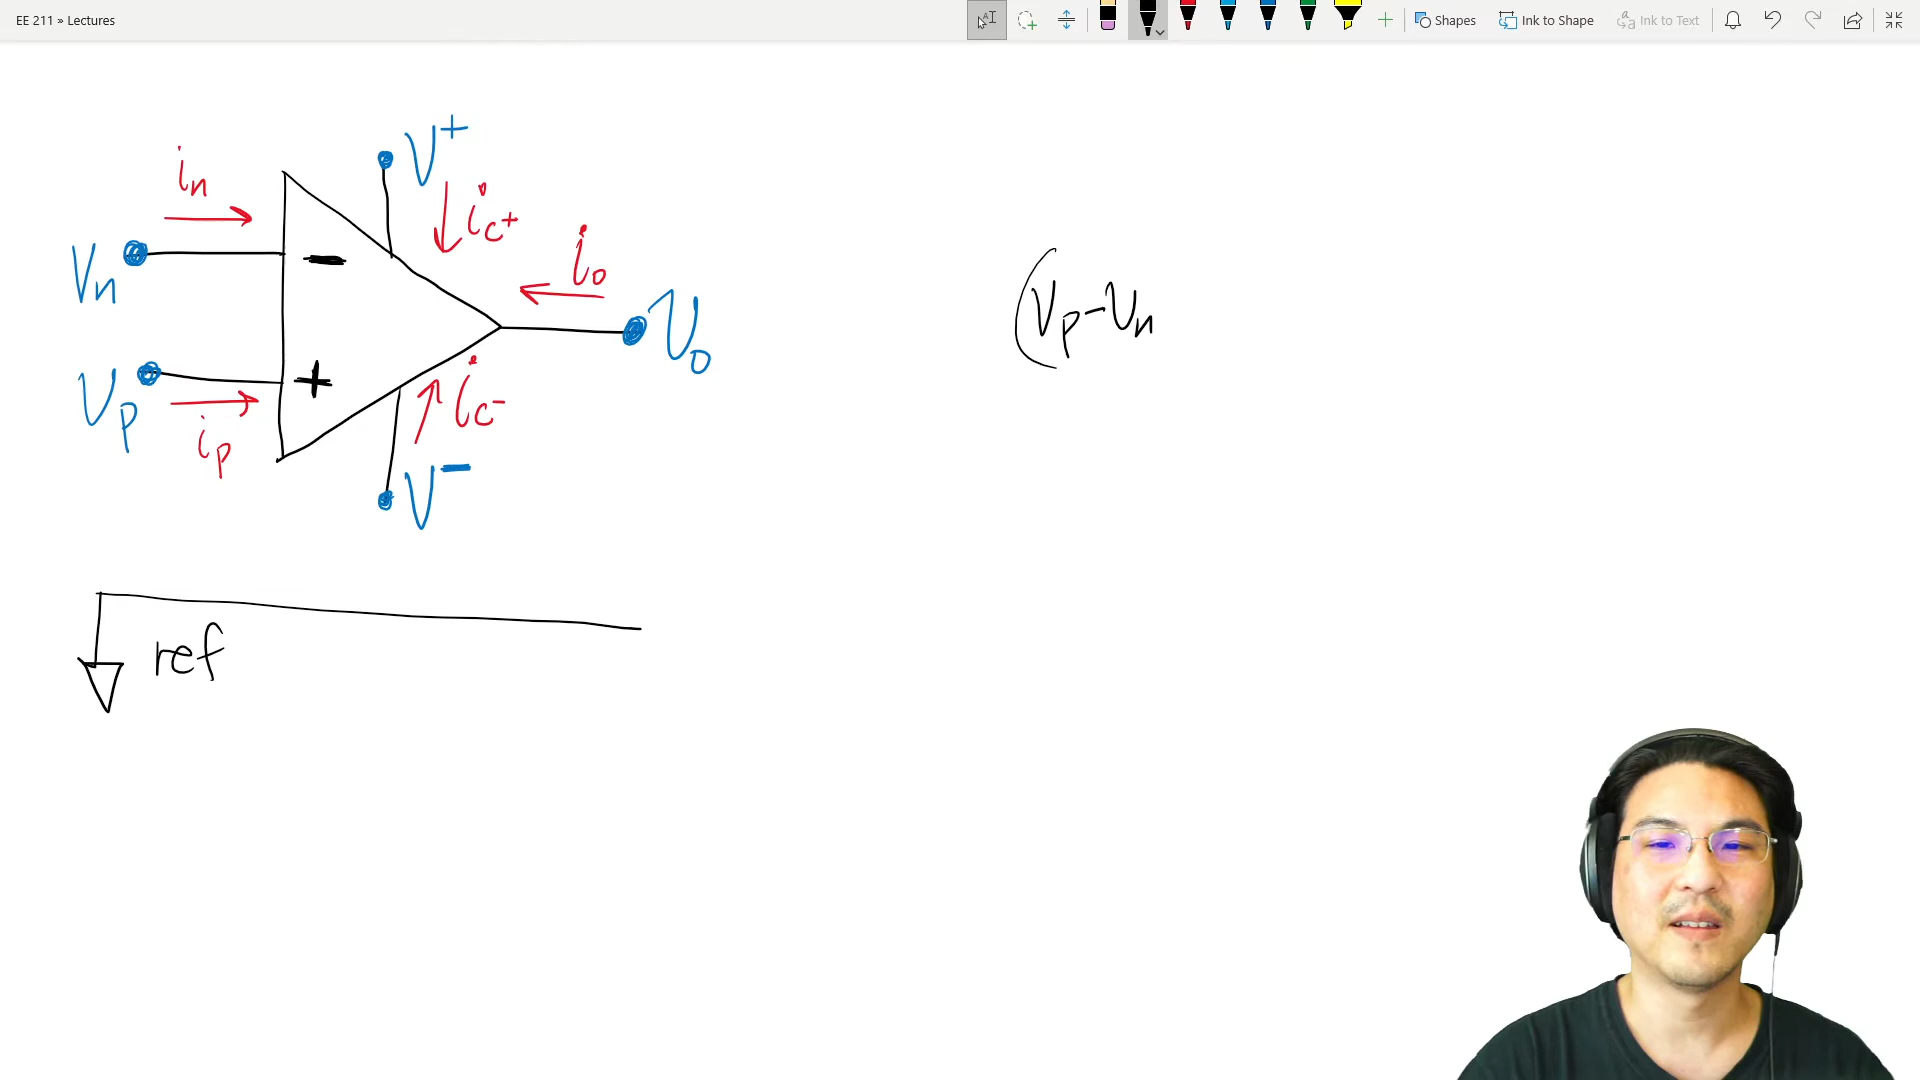 EE 211 » Lectures
Shapes
Ink to Shape
Ink to Text
V+
in
ic+
io
Vn
−
(Vp-Vn
Vo
+
Vp
ic-
ip
V−
ref